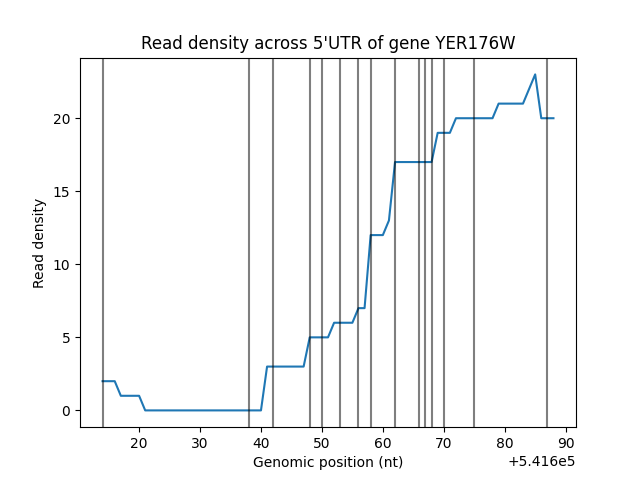 Read density across 5'UTR of gene YER176W
Read density
20
15
10
5
0
20 30 40 50 60 70 80 90
Genomic position (nt)
+5.416e5